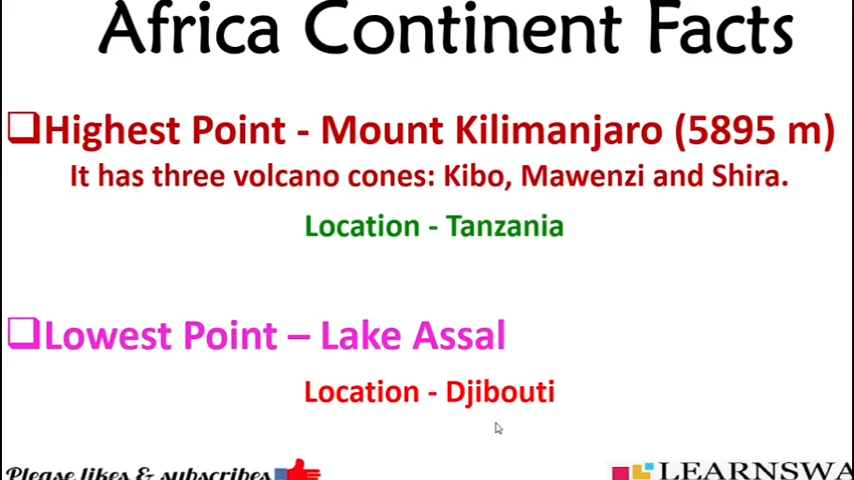 Africa Continent Facts
Highest Point - Mount Kilimanjaro (5895 m)
It has three volcano cones: Kibo, Mawenzi and Shira.
Location - Tanzania
Lowest Point – Lake Assal
Location - Djibouti
Please likes & subscribes
LEARNSWA